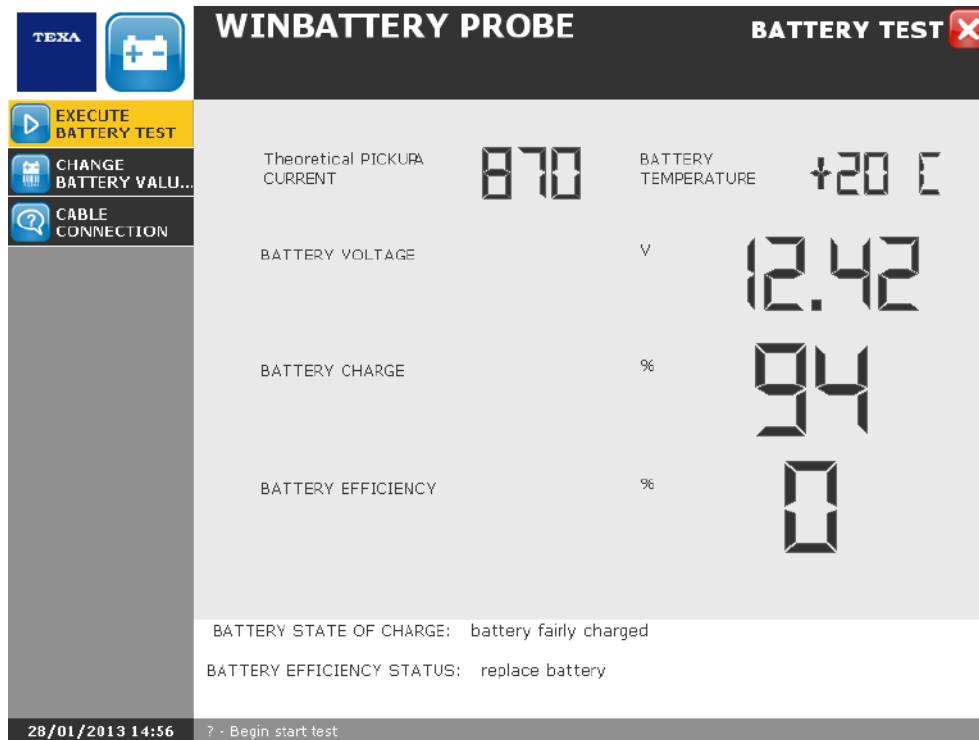 TEXA
WINBATTERY PROBE
BATTERY TEST
EXECUTE
BATTERY TEST
CHANGE
BATTERY VALU...
CABLE
CONNECTION
Theoretical PICKUPA
CURRENT
870
BATTERY
TEMPERATURE
+20 C
BATTERY VOLTAGE
V
12.42
BATTERY CHARGE
%
94
BATTERY EFFICIENCY
%
0
BATTERY STATE OF CHARGE: battery fairly charged
BATTERY EFFICIENCY STATUS: replace battery
28/01/2013 14:56
? - Begin start test